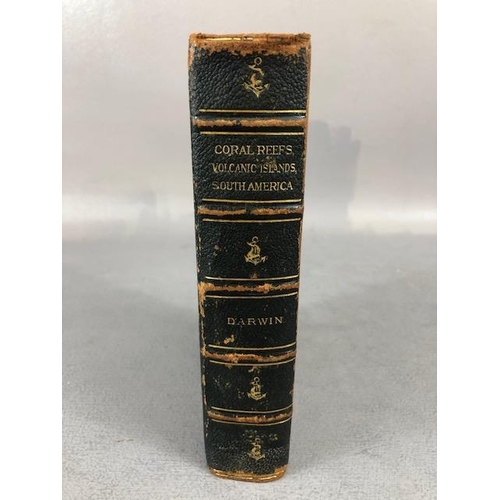 CORAL REEFS,
VOLCANIC ISLANDS,
SOUTH AMERICA
DARWIN